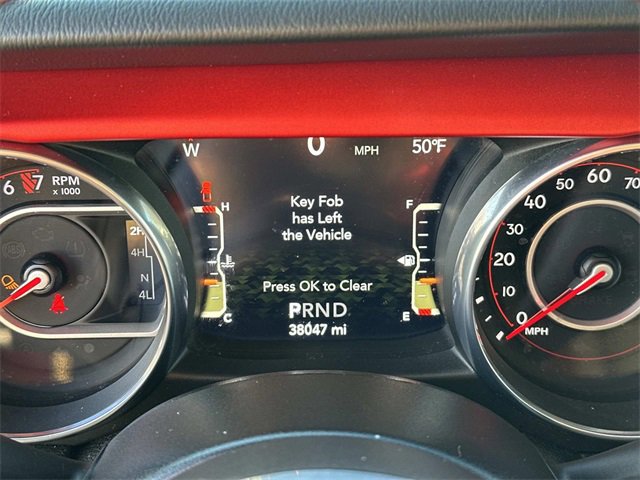 W 0 MPH 50°F
6 7 RPM
x 1000
H
F
Key Fob
has Left
the Vehicle
2H
4H
N
4L
Press OK to Clear
PRND
38047 mi
C
E
0 10 20 30 40 50 60 70
MPH